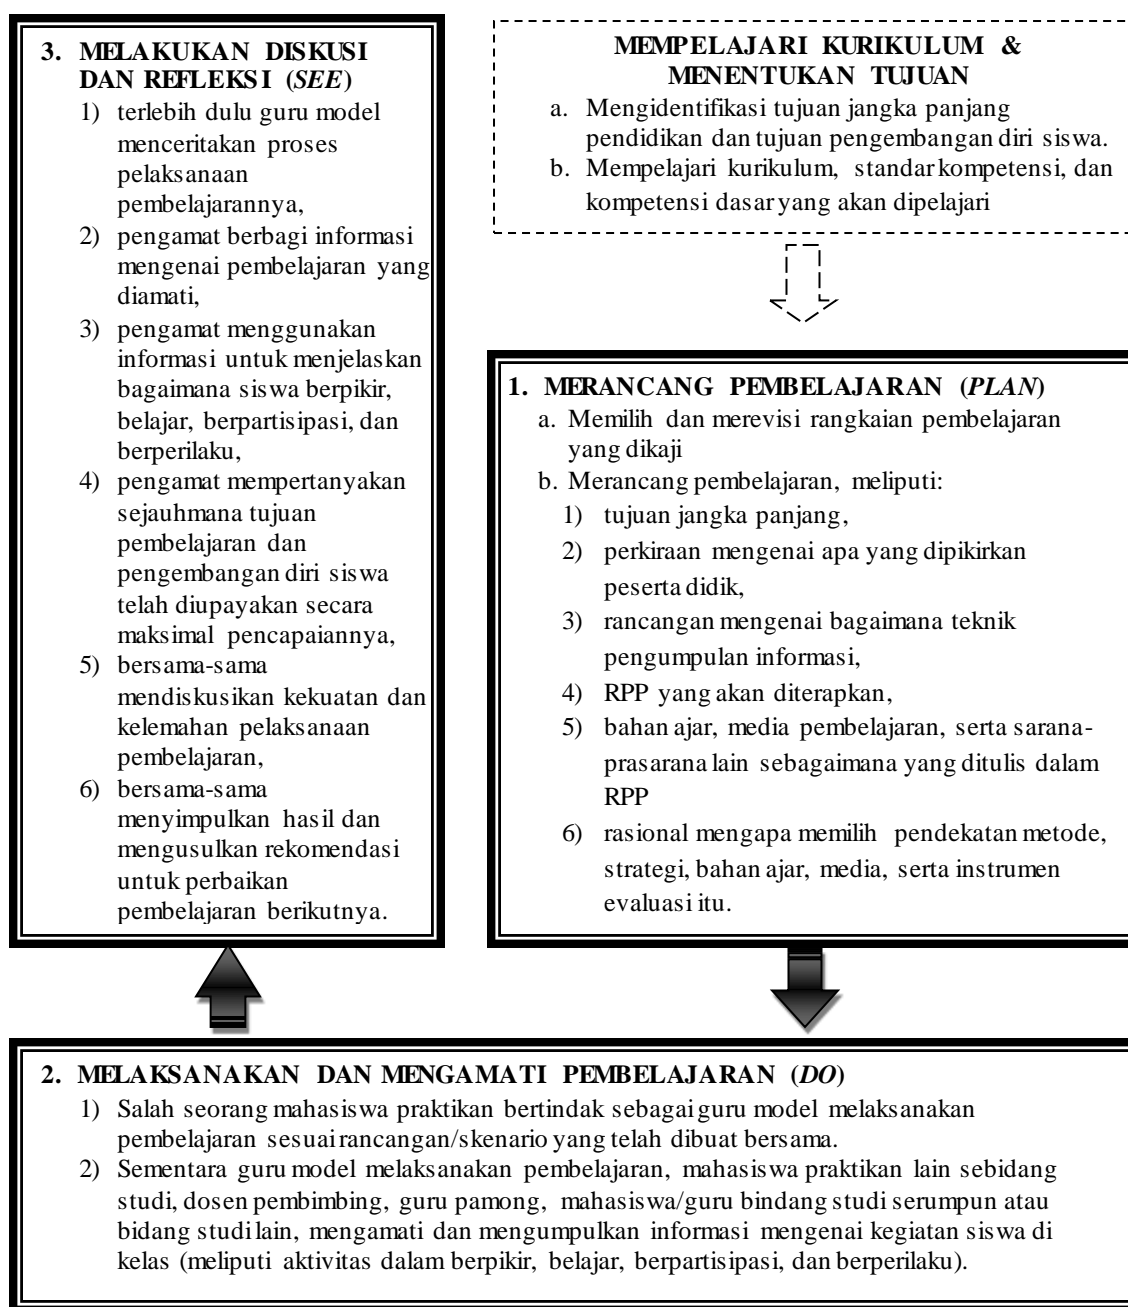 3. MELAKUKAN DISKUSI
DAN REFLEKSI (SEE)
1) terlebih dulu guru model
menceritakan proses
pelaksanaan
pembelajarannya,
2) pengamat berbagi informasi
mengenai pembelajaran yang
diamati,
3) pengamat menggunakan
informasi untuk menjelaskan
bagaimana siswa berpikir,
belajar, berpartisipasi, dan
berperilaku,
4) pengamat mempertanyakan
sejauhmana tujuan
pembelajaran dan
pengembangan diri siswa
telah diupayakan secara
maksimal pencapaiannya,
5) bersama-sama
mendiskusikan kekuatan dan
kelemahan pelaksanaan
pembelajaran,
6) bersama-sama
menyimpulkan hasil dan
mengusulkan rekomendasi
untuk perbaikan
pembelajaran berikutnya.
MEMPELAJARI KURIKULUM &
MENENTUKAN TUJUAN
a. Mengidentifikasi tujuan jangka panjang
pendidikan dan tujuan pengembangan diri siswa.
b. Mempelajari kurikulum, standar kompetensi, dan
kompetensi dasar yang akan dipelajari
1. MERANCANG PEMBELAJARAN (PLAN)
a. Memilih dan merevisi rangkaian pembelajaran
yang dikaji
b. Merancang pembelajaran, meliputi:
1) tujuan jangka panjang,
2) perkiraan mengenai apa yang dipikirkan
peserta didik,
3) rancangan mengenai bagaimana teknik
pengumpulan informasi,
4) RPP yang akan diterapkan,
5) bahan ajar, media pembelajaran, serta sarana-
prasarana lain sebagaimana yang ditulis dalam
RPP
6) rasional mengapa memilih pendekatan metode,
strategi, bahan ajar, media, serta instrumen
evaluasi itu.
2. MELAKSANAKAN DAN MENGAMATI PEMBELAJARAN (DO)
1) Salah seorang mahasiswa praktikan bertindak sebagai guru model melaksanakan
pembelajaran sesuai rancangan/skenario yang telah dibuat bersama.
2) Sementara guru model melaksanakan pembelajaran, mahasiswa praktikan lain sebidang
studi, dosen pembimbing, guru pamong, mahasiswa/guru bindang studi serumpun atau
bidang studi lain, mengamati dan mengumpulkan informasi mengenai kegiatan siswa di
kelas (meliputi aktivitas dalam berpikir, belajar, berpartisipasi, dan berperilaku).